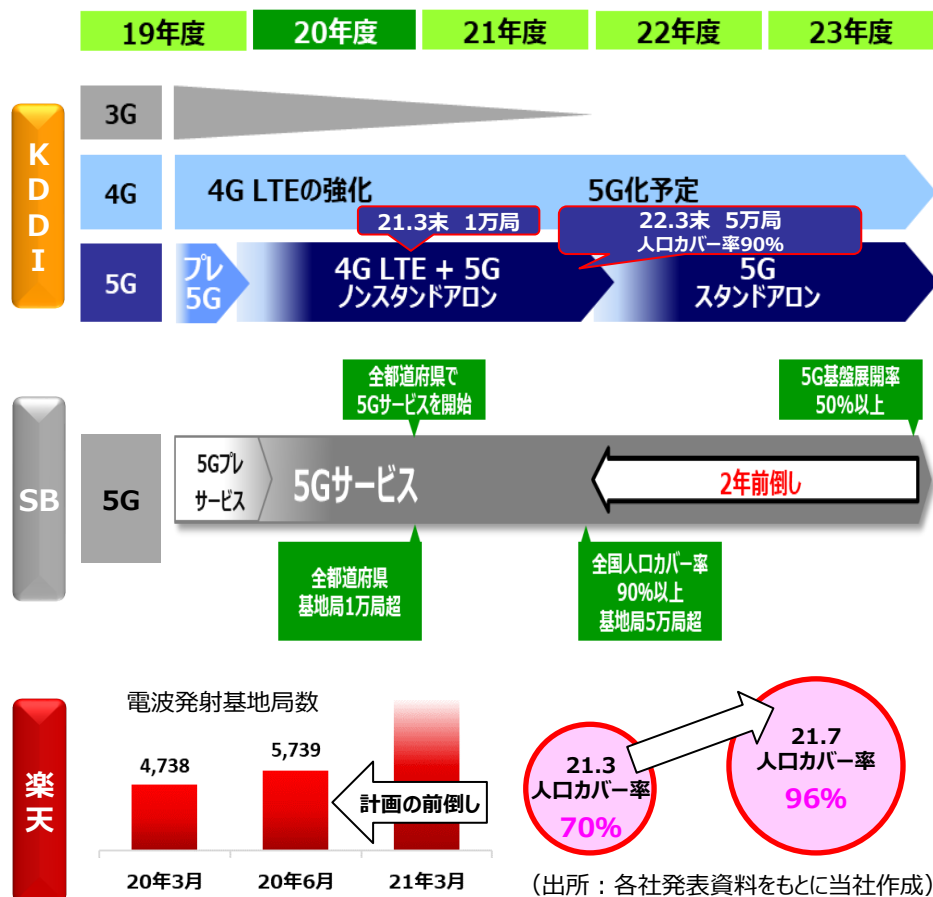 19年度
20年度
21年度
22年度
23年度
KDDI
3G
4G
4G LTEの強化
5G化予定
21.3末 1万局
22.3末 5万局
人口カバー率90%
5G
プレ
5G
4G LTE + 5G
ノンスタンドアロン
5G
スタンドアロン
全都道府県で
5Gサービスを開始
5G基盤展開率
50%以上
SB
5G
5Gプレ
サービス
5Gサービス
2年前倒し
全都道府県
基地局1万局超
全国人口カバー率
90%以上
基地局5万局超
楽天
電波発射基地局数
4,738
5,739
計画の前倒し
20年3月
20年6月
21年3月
21.3
人口カバー率
70%
21.7
人口カバー率
96%
（出所：各社発表資料をもとに当社作成）